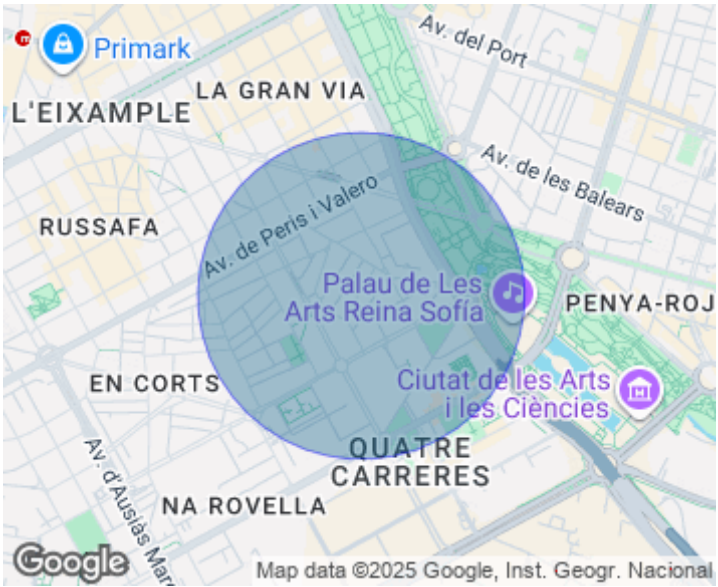 Av. del Port
Primark
LA GRAN VIA
L'EIXAMPLE
Av. de les Balears
Av. de Peris i Valero
RUSSAFA
Palau de Les
Arts Reina Sofía
PENYA-ROJ
EN CORTS
Ciutat de les Arts
i les Ciències
QUATRE
CARRERES
Av. d'Ausiàs Marc
NA ROVELLA
Google
Map data ©2025 Google, Inst. Geogr. Nacional